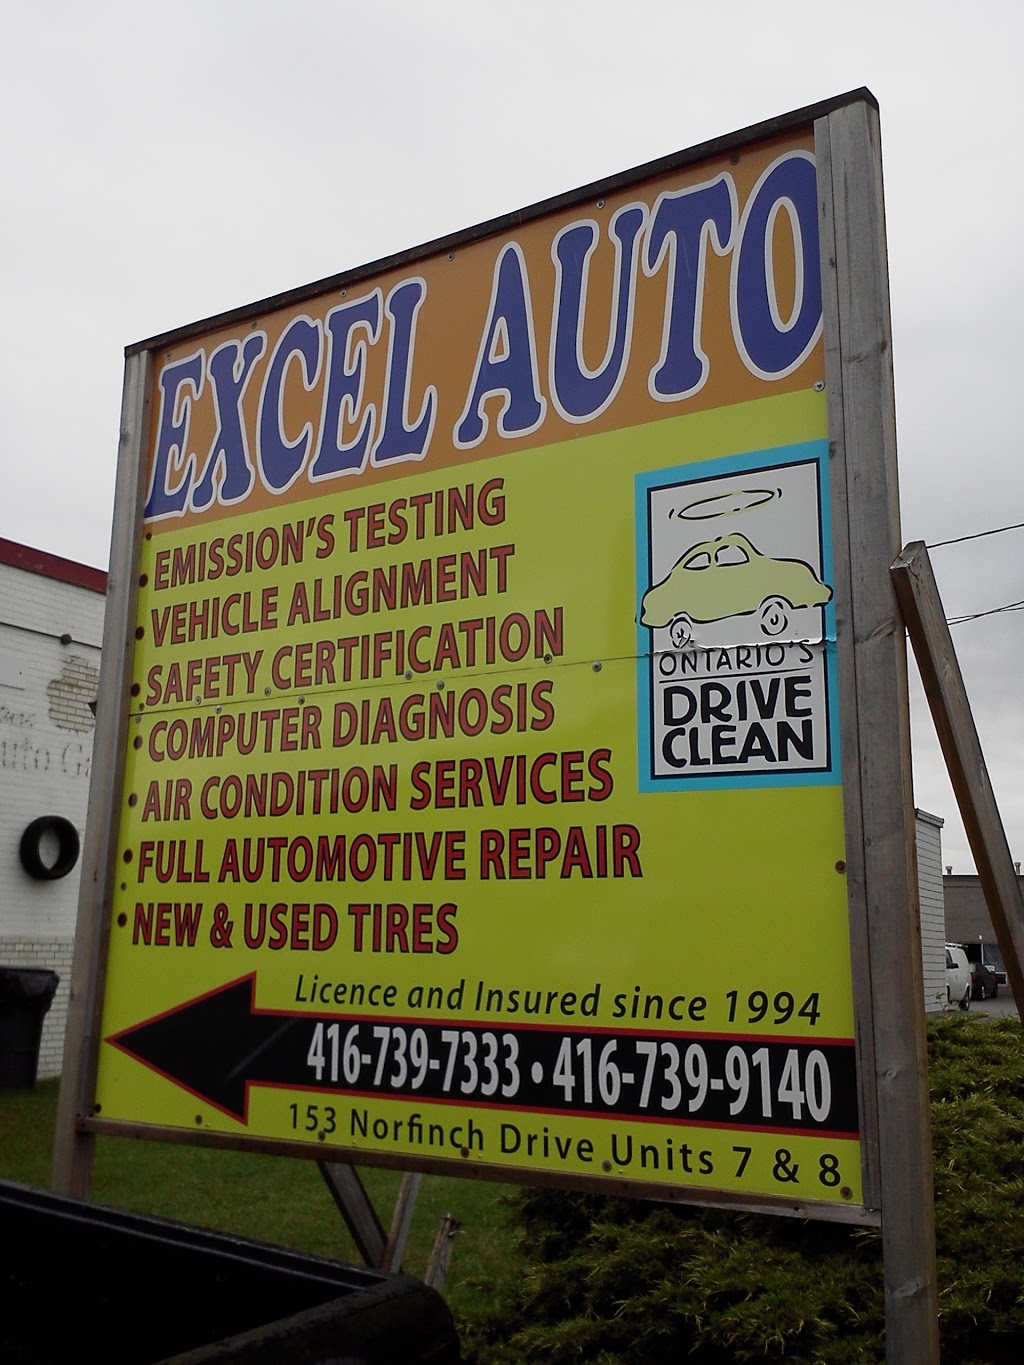 EXCEL AUTO
EMISSION'S TESTING
VEHICLE ALIGNMENT
SAFETY CERTIFICATION
COMPUTER DIAGNOSIS
AIR CONDITION SERVICES
FULL AUTOMOTIVE REPAIR
NEW & USED TIRES
ONTARIO'S
DRIVE
CLEAN
Licence and Insured since 1994
416-739-7333 • 416-739-9140
153 Norfinch Drive Units 7 & 8